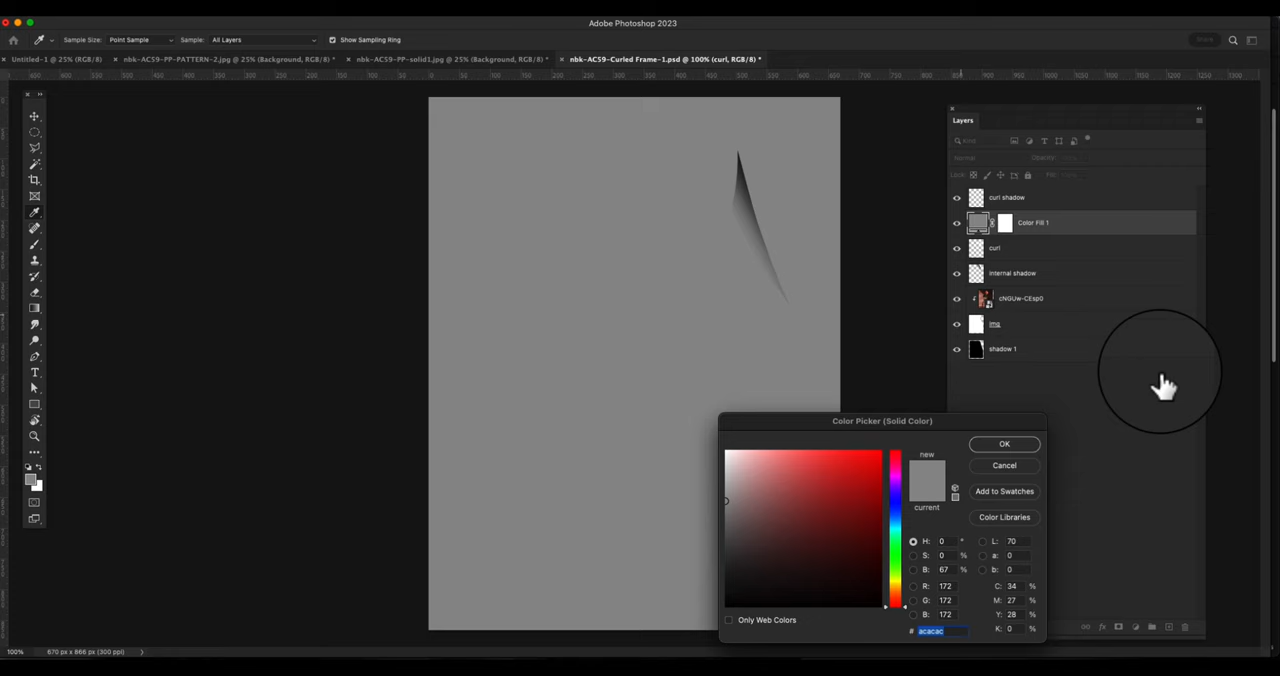 Adobe Photoshop 2023
Sample Size: Point Sample Sample: All Layers Show Sampling Ring Share
Untitled-1 @ 25% (RGB/8) nbk-AC59-PP-PATTERN-2.jpg @ 25% (Background, RGB/8) * nbk-AC59-PP-solid1.jpg @ 25% (Background, RGB/8) * nbk-AC59-Curled Frame-1.psd @ 100% (curl, RGB/8) *
Layers
Kind
Normal Opacity:
Lock: Fill:
curl shadow
Color Fill 1
curl
internal shadow
cNGUw-CEsp0
img
shadow 1
Color Picker (Solid Color)
new
current
OK
Cancel
Add to Swatches
Color Libraries
H: 0 ° L: 70
S: 0 % a: 0
B: 67 % b: 0
R: 172 C: 34 %
G: 172 M: 27 %
B: 172 Y: 28 %
# acacac K: 0 %
Only Web Colors
100% 670 px x 866 px (300 ppi)